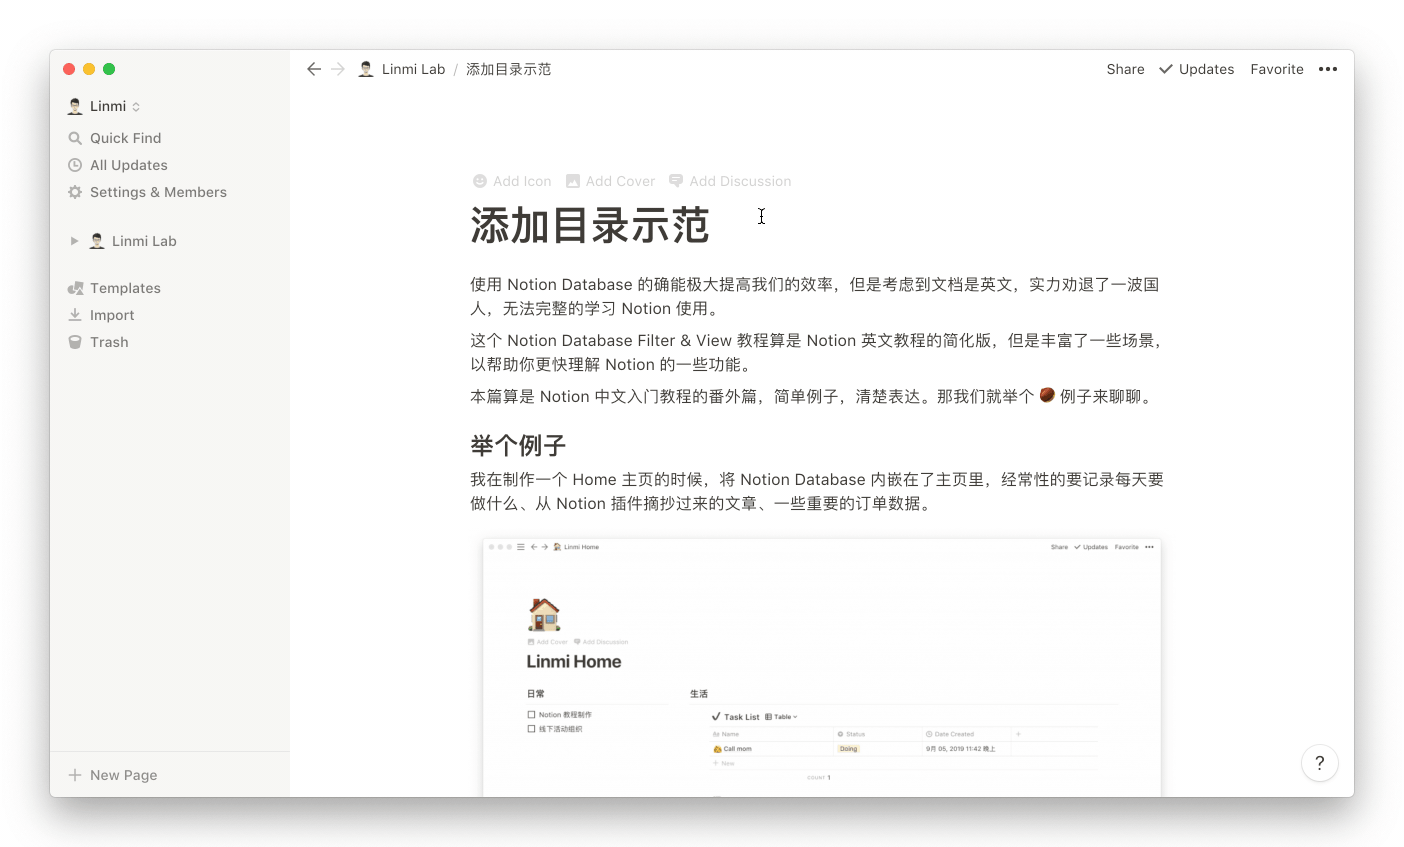 Linmi Lab / 添加目录示范
Share Updates Favorite •••
Linmi
Quick Find
All Updates
Settings & Members
Linmi Lab
Templates
Import
Trash
New Page
Add Icon Add Cover Add Discussion
添加目录示范
使用 Notion Database 的确能极大提高我们的效率，但是考虑到文档是英文，实力劝退了一波国
人，无法完整的学习 Notion 使用。
这个 Notion Database Filter & View 教程算是 Notion 英文教程的简化版，但是丰富了一些场景，
以帮助你更快理解 Notion 的一些功能。
本篇算是 Notion 中文入门教程的番外篇，简单例子，清楚表达。那我们就举个 🌰 例子来聊聊。
举个例子
我在制作一个 Home 主页的时候，将 Notion Database 内嵌在了主页里，经常性的要记录每天要
做什么、从 Notion 插件摘抄过来的文章、一些重要的订单数据。
Linmi Home
Share Updates Favorite •••
Add Cover Add Discussion
Linmi Home
日常
Notion 教程制作
线下活动组织
生活
Task List Table
Name Status Date Created +
Call mom Doing 9月 05, 2019 11:42 晚上
+ New
COUNT 1
?